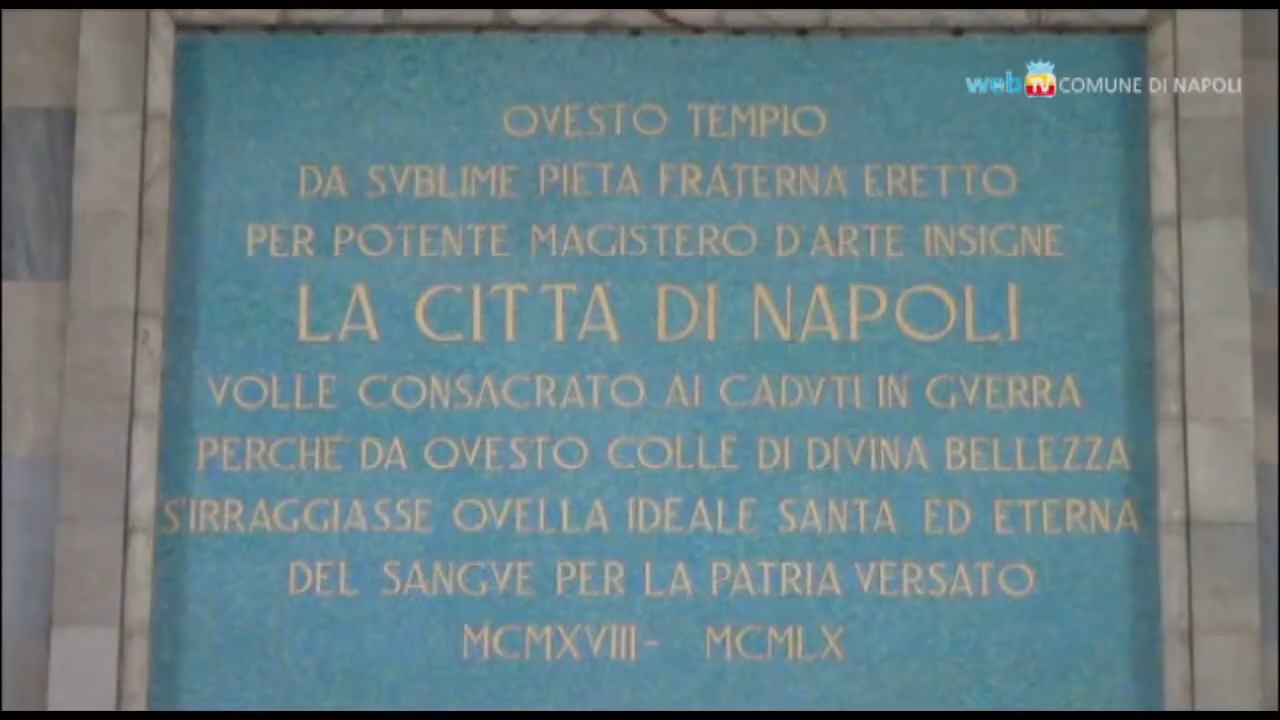 web TV COMUNE DI NAPOLI
QVESTO TEMPIO
DA SVBLIME PIETA FRATERNA ERETTO
PER POTENTE MAGISTERO D'ARTE INSIGNE
LA CITTÀ DI NAPOLI
VOLLE CONSACRATO AI CADVTI IN GVERRA
PERCHE DA QVESTO COLLE DI DIVINA BELLEZZA
S'IRRAGGIASSE QVELLA IDEALE SANTA ED ETERNA
DEL SANGVE PER LA PATRIA VERSATO
MCMXVIII - MCMLX